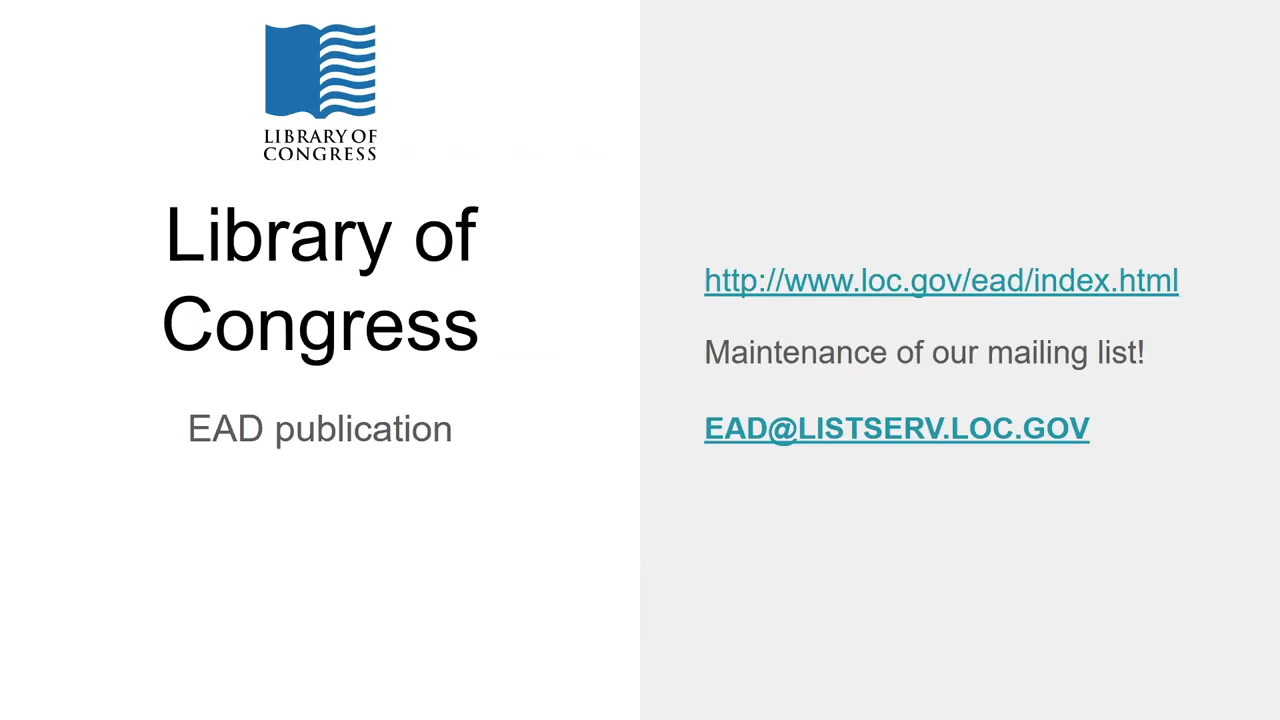 LIBRARY OF
CONGRESS
Library of
Congress
EAD publication
http://www.loc.gov/ead/index.html
Maintenance of our mailing list!
EAD@LISTSERV.LOC.GOV